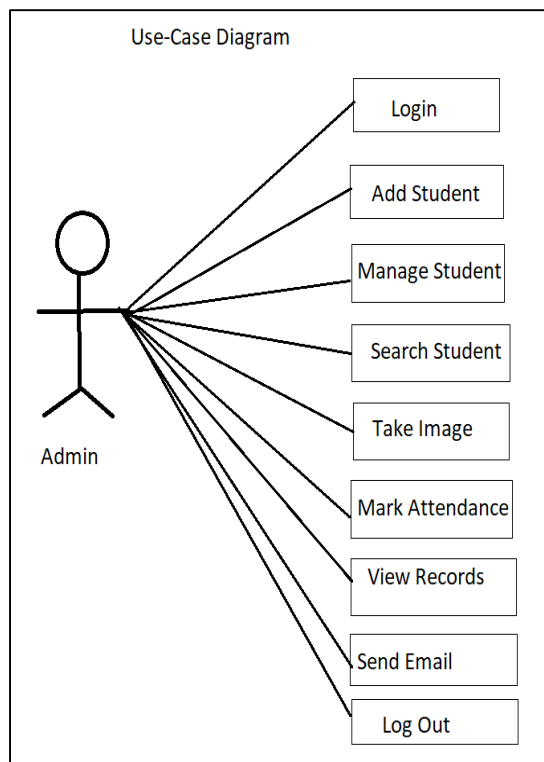 Use-Case Diagram
Login
Add Student
Manage Student
Search Student
Take Image
Admin
Mark Attendance
View Records
Send Email
Log Out